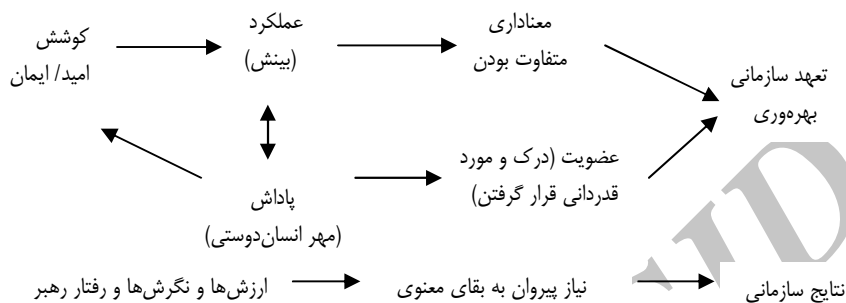 کوشش
امید/ ایمان
عملکرد
(بینش)
معناداری
متفاوت بودن
تعهد سازمانی
بهره‌وری
پاداش
(مهر انسان‌دوستی)
عضویت (درک و مورد
قدردانی قرار گرفتن)
ارزش‌ها و نگرش‌ها و رفتار رهبر
نیاز پیروان به بقای معنوی
نتایج سازمانی